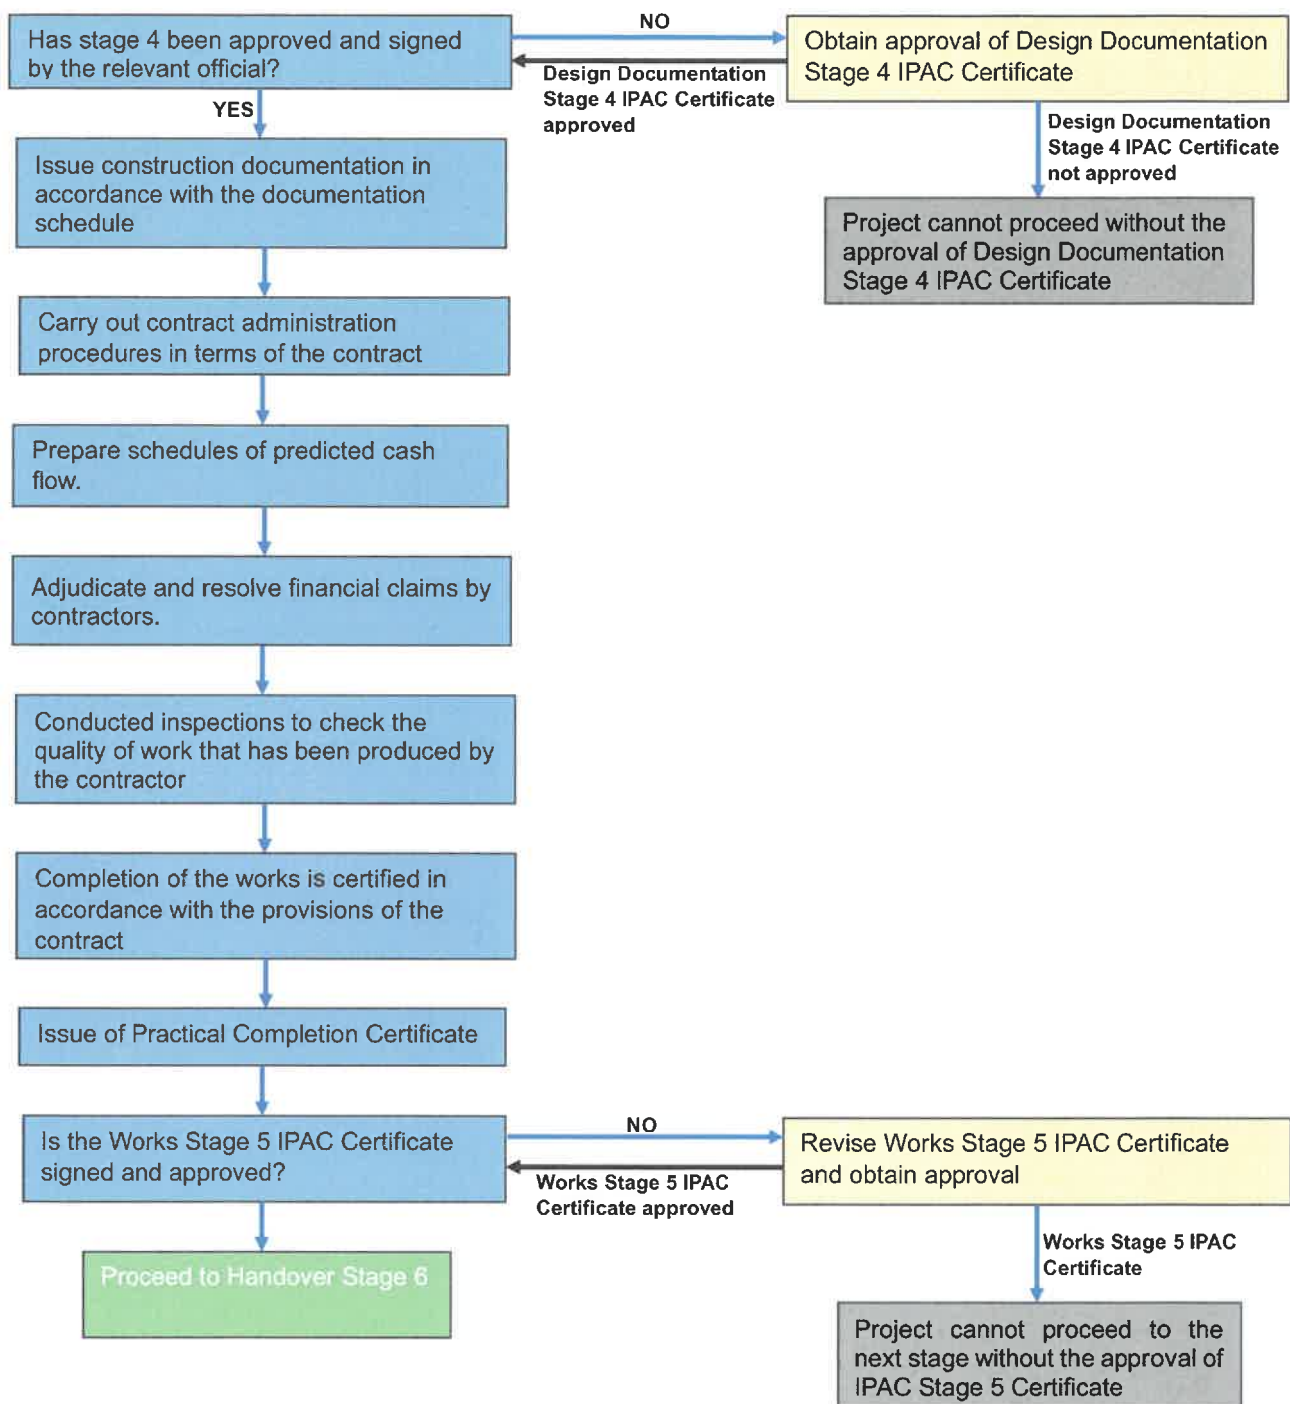 Has stage 4 been approved and signed
by the relevant official?
NO
Obtain approval of Design Documentation
Stage 4 IPAC Certificate
Design Documentation
Stage 4 IPAC Certificate
approved
YES
Design Documentation
Stage 4 IPAC Certificate
not approved
Issue construction documentation in
accordance with the documentation
schedule
Project cannot proceed without the
approval of Design Documentation
Stage 4 IPAC Certificate
Carry out contract administration
procedures in terms of the contract
Prepare schedules of predicted cash
flow.
Adjudicate and resolve financial claims by
contractors.
Conducted inspections to check the
quality of work that has been produced by
the contractor
Completion of the works is certified in
accordance with the provisions of the
contract
Issue of Practical Completion Certificate
Is the Works Stage 5 IPAC Certificate
signed and approved?
NO
Revise Works Stage 5 IPAC Certificate
and obtain approval
Works Stage 5 IPAC
Certificate approved
Works Stage 5 IPAC
Certificate
Proceed to Handover Stage 6
Project cannot proceed to the
next stage without the approval of
IPAC Stage 5 Certificate